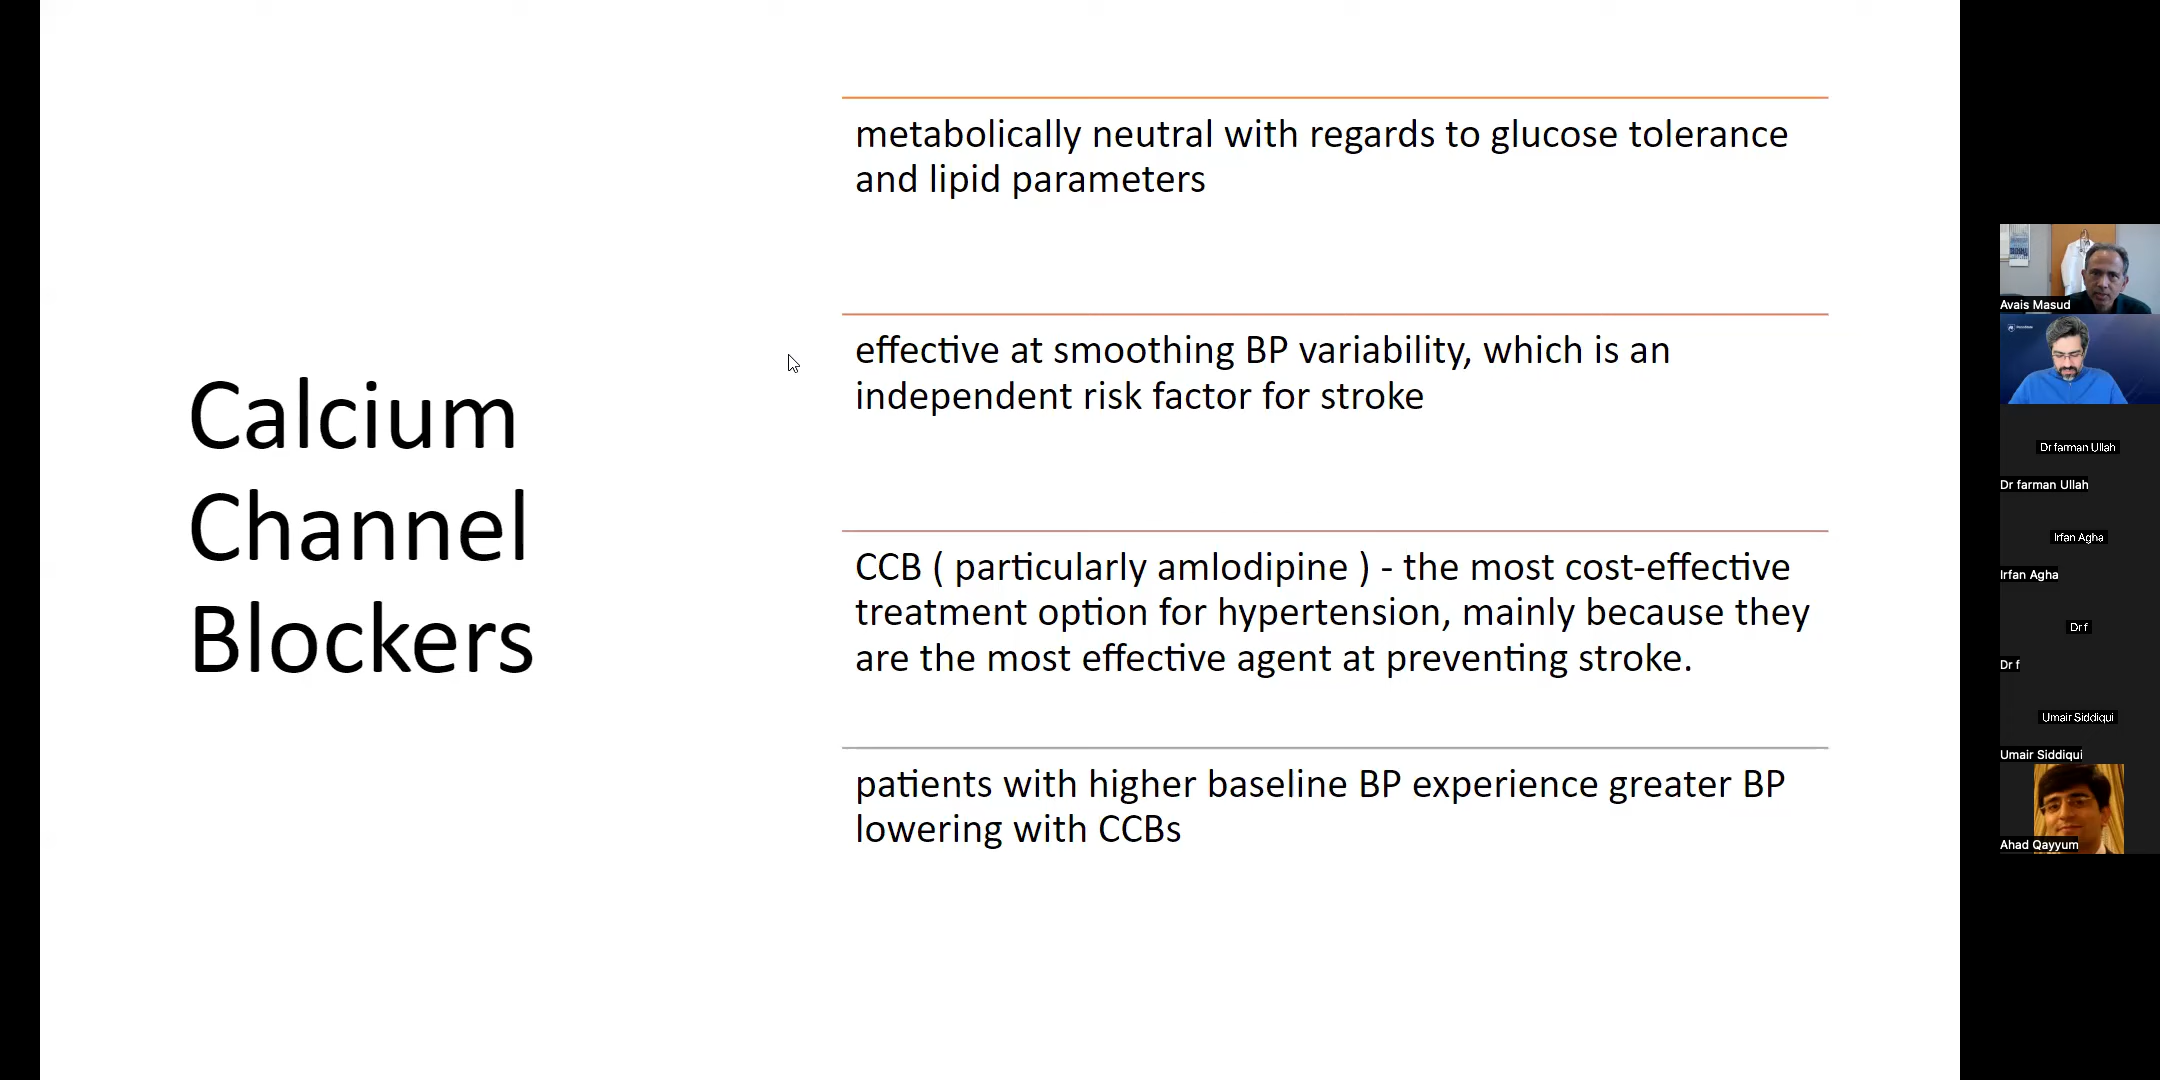 Calcium
Channel
Blockers
metabolically neutral with regards to glucose tolerance
and lipid parameters
effective at smoothing BP variability, which is an
independent risk factor for stroke
CCB ( particularly amlodipine ) - the most cost-effective
treatment option for hypertension, mainly because they
are the most effective agent at preventing stroke.
patients with higher baseline BP experience greater BP
lowering with CCBs
Avais Masud
Dr farman Ullah
Dr farman Ullah
Irfan Agha
Irfan Agha
Dr f
Dr f
Umair Siddiqui
Umair Siddiqui
Ahad Qayyum